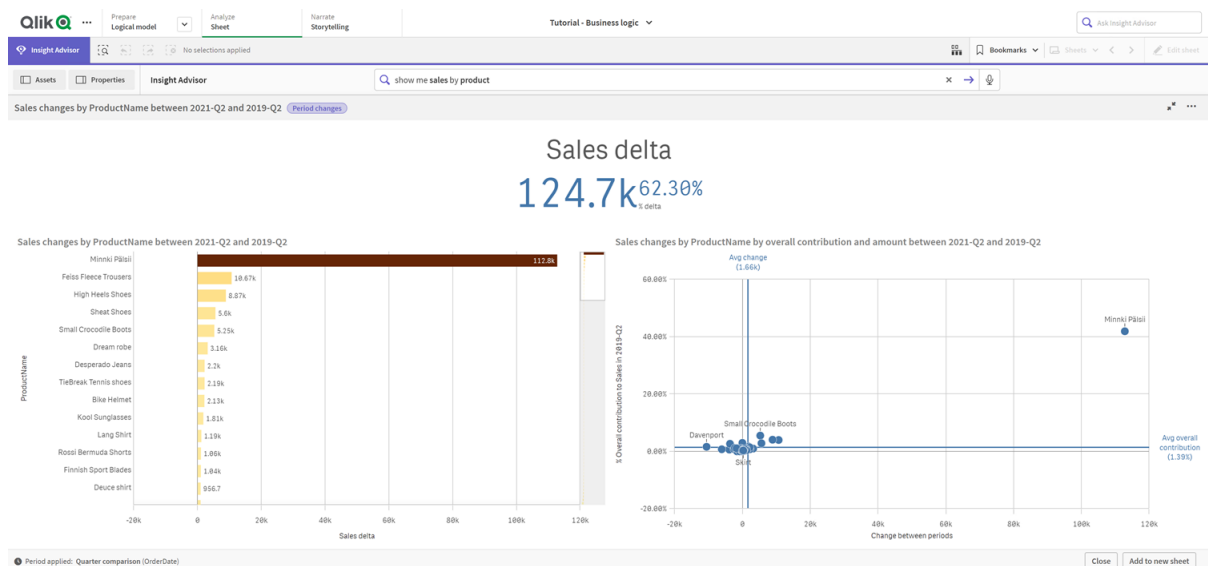 Qlik
Prepare
Logical model
Analyze
Sheet
Narrate
Storytelling
Tutorial - Business logic
Ask Insight Advisor
Insight Advisor
No selections applied
Bookmarks
Sheets
Edit sheet
Assets
Properties
Insight Advisor
show me sales by product
Sales changes by ProductName between 2021-Q2 and 2019-Q2 Period changes
Sales delta
124.7k 62.30%
% delta
Sales changes by ProductName between 2021-Q2 and 2019-Q2
ProductName
Minnki Pälsii 112.8k
Feiss Fleece Trousers 10.67k
High Heels Shoes 8.87k
Sheat Shoes 5.6k
Small Crocodile Boots 5.25k
Dream robe 3.16k
Desperado Jeans 2.2k
TieBreak Tennis shoes 2.19k
Bike Helmet 2.13k
Kool Sunglasses 1.81k
Lang Shirt 1.19k
Rossi Bermuda Shorts 1.06k
Finnish Sport Blades 1.04k
Deuce shirt 956.7
-20k 0 20k 40k 60k 80k 100k 120k
Sales delta
Sales changes by ProductName by overall contribution and amount between 2021-Q2 and 2019-Q2
Avg change
(1.66k)
% Overall contribution to Sales in 2019-Q2
60.00%
Minnki Pälsii
40.00%
20.00%
Small Crocodile Boots
Davenport
Avg overall
contribution
(1.39%)
0.00%
Skirt
-20.00%
-20k 0 20k 40k 60k 80k 100k 120k
Change between periods
Period applied: Quarter comparison (OrderDate)
Close
Add to new sheet